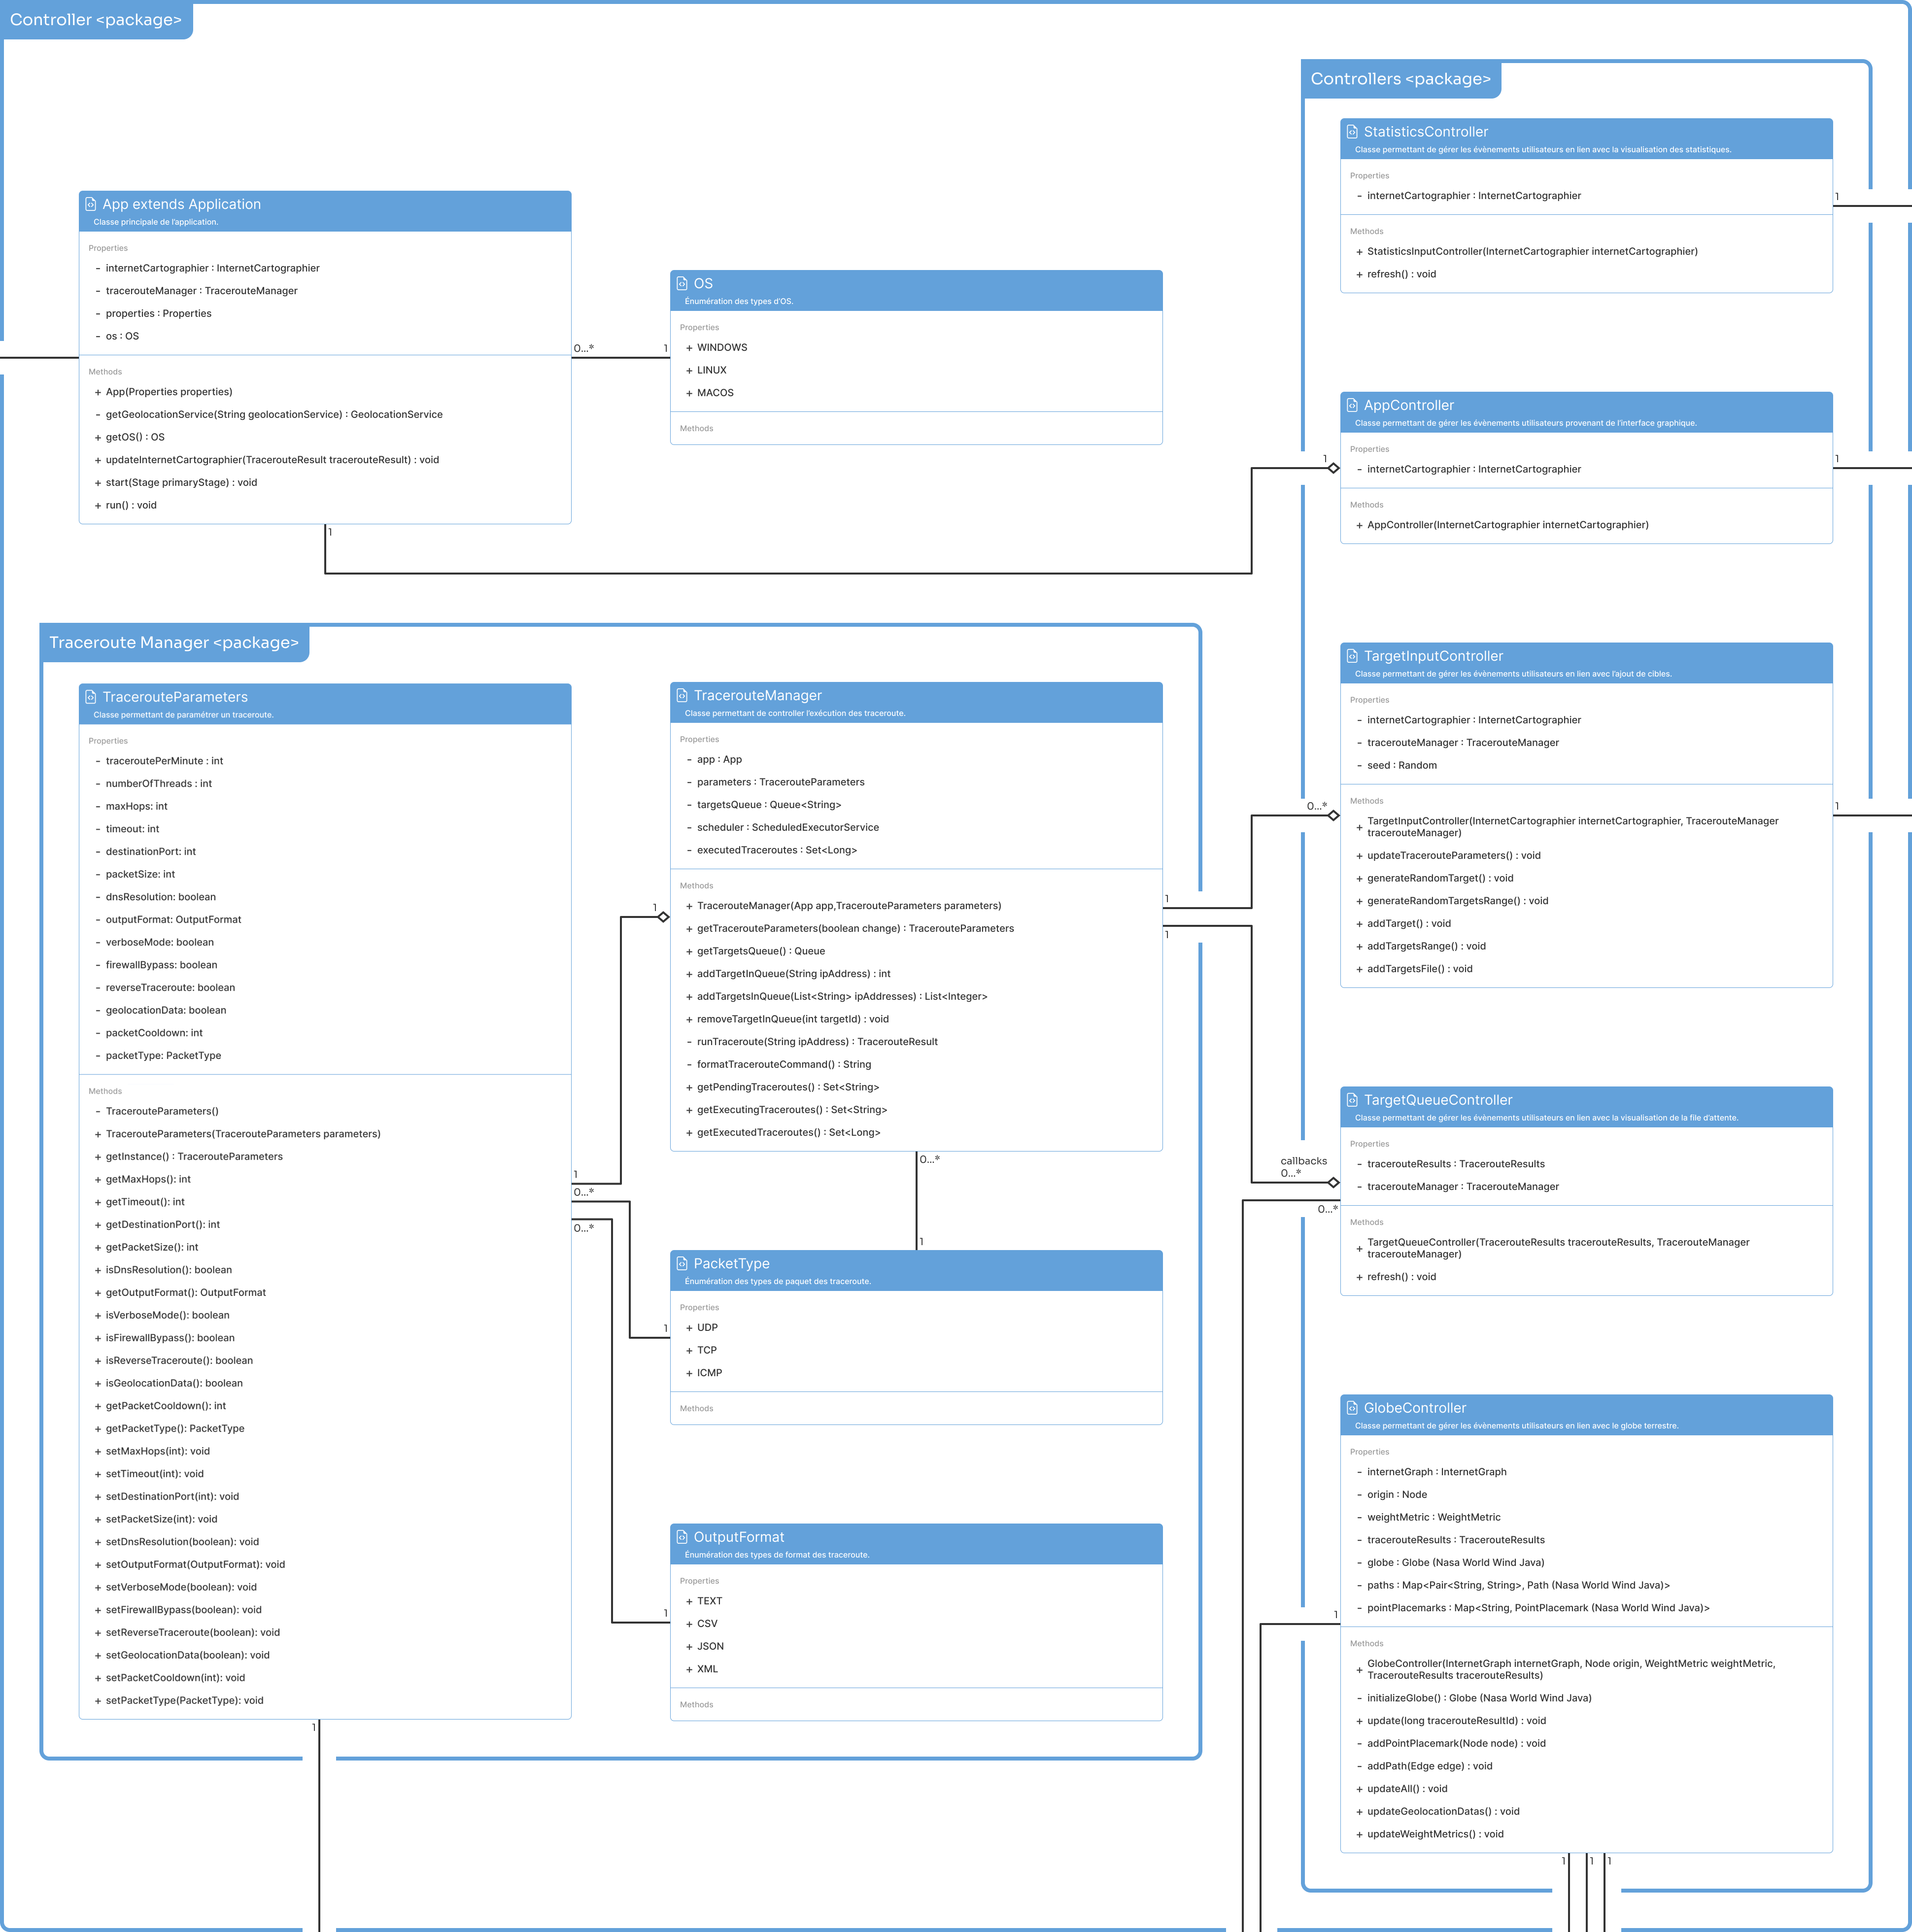 Controller <package>
App extends Application
Classe principale de l'application.
Properties
- internetCartographier : InternetCartographier
- tracerouteManager : TracerouteManager
- properties : Properties
- os : OS
Methods
+ App(Properties properties)
- getGeolocationService(String geolocationService) : GeolocationService
+ getOS() : OS
+ updateInternetCartographier(TracerouteResult tracerouteResult) : void
+ start(Stage primaryStage) : void
+ run() : void
0...*
1
1
OS
Énumération des types d'OS.
Properties
+ WINDOWS
+ LINUX
+ MACOS
Methods
Traceroute Manager <package>
TracerouteParameters
Classe permettant de paramétrer un traceroute.
Properties
- traceroutePerMinute : int
- numberOfThreads : int
- maxHops: int
- timeout: int
- destinationPort: int
- packetSize: int
- dnsResolution: boolean
- outputFormat: OutputFormat
- verboseMode: boolean
- firewallBypass: boolean
- reverseTraceroute: boolean
- geolocationData: boolean
- packetCooldown: int
- packetType: PacketType
Methods
- TracerouteParameters()
+ TracerouteParameters(TracerouteParameters parameters)
+ getInstance() : TracerouteParameters
+ getMaxHops(): int
+ getTimeout(): int
+ getDestinationPort(): int
+ getPacketSize(): int
+ isDnsResolution(): boolean
+ getOutputFormat(): OutputFormat
+ isVerboseMode(): boolean
+ isFirewallBypass(): boolean
+ isReverseTraceroute(): boolean
+ isGeolocationData(): boolean
+ getPacketCooldown(): int
+ getPacketType(): PacketType
+ setMaxHops(int): void
+ setTimeout(int): void
+ setDestinationPort(int): void
+ setPacketSize(int): void
+ setDnsResolution(boolean): void
+ setOutputFormat(OutputFormat): void
+ setVerboseMode(boolean): void
+ setFirewallBypass(boolean): void
+ setReverseTraceroute(boolean): void
+ setGeolocationData(boolean): void
+ setPacketCooldown(int): void
+ setPacketType(PacketType): void
1
0...*
0...*
1
TracerouteManager
Classe permettant de controller l'exécution des traceroute.
Properties
- app : App
- parameters : TracerouteParameters
- targetsQueue : Queue<String>
- scheduler : ScheduledExecutorService
- executedTraceroutes : Set<Long>
Methods
+ TracerouteManager(App app,TracerouteParameters parameters)
+ getTracerouteParameters(boolean change) : TracerouteParameters
+ getTargetsQueue() : Queue
+ addTargetInQueue(String ipAddress) : int
+ addTargetsInQueue(List<String> ipAddresses) : List<Integer>
+ removeTargetInQueue(int targetId) : void
- runTraceroute(String ipAddress) : TracerouteResult
- formatTracerouteCommand() : String
+ getPendingTraceroutes() : Set<String>
+ getExecutingTraceroutes() : Set<String>
+ getExecutedTraceroutes() : Set<Long>
1
1
1
0...*
1
PacketType
Énumération des types de paquet des traceroute.
Properties
+ UDP
+ TCP
+ ICMP
Methods
1
OutputFormat
Énumération des types de format des traceroute.
Properties
+ TEXT
+ CSV
+ JSON
+ XML
Methods
1
Controllers <package>
StatisticsController
Classe permettant de gérer les évènements utilisateurs en lien avec la visualisation des statistiques.
Properties
- internetCartographier : InternetCartographier
Methods
+ StatisticsInputController(InternetCartographier internetCartographier)
+ refresh() : void
1
AppController
Classe permettant de gérer les évènements utilisateurs provenant de l'interface graphique.
Properties
- internetCartographier : InternetCartographier
Methods
+ AppController(InternetCartographier internetCartographier)
1
1
TargetInputController
Classe permettant de gérer les évènements utilisateurs en lien avec l'ajout de cibles.
Properties
- internetCartographier : InternetCartographier
- tracerouteManager : TracerouteManager
- seed : Random
Methods
+ TargetInputController(InternetCartographier internetCartographier, TracerouteManager
tracerouteManager)
+ updateTracerouteParameters() : void
+ generateRandomTarget() : void
+ generateRandomTargetsRange() : void
+ addTarget() : void
+ addTargetsRange() : void
+ addTargetsFile() : void
0...*
1
TargetQueueController
Classe permettant de gérer les évènements utilisateurs en lien avec la visualisation de la file d'attente.
Properties
- tracerouteResults : TracerouteResults
- tracerouteManager : TracerouteManager
Methods
+ TargetQueueController(TracerouteResults tracerouteResults, TracerouteManager
tracerouteManager)
+ refresh() : void
callbacks
0...*
0...*
GlobeController
Classe permettant de gérer les évènements utilisateurs en lien avec le globe terrestre.
Properties
- internetGraph : InternetGraph
- origin : Node
- weightMetric : WeightMetric
- tracerouteResults : TracerouteResults
- globe : Globe (Nasa World Wind Java)
- paths : Map<Pair<String, String>, Path (Nasa World Wind Java)>
- pointPlacemarks : Map<String, PointPlacemark (Nasa World Wind Java)>
Methods
+ GlobeController(InternetGraph internetGraph, Node origin, WeightMetric weightMetric,
TracerouteResults tracerouteResults)
- initializeGlobe() : Globe (Nasa World Wind Java)
+ update(long tracerouteResultId) : void
- addPointPlacemark(Node node) : void
- addPath(Edge edge) : void
+ updateAll() : void
+ updateGeolocationDatas() : void
+ updateWeightMetrics() : void
1
1
1
1